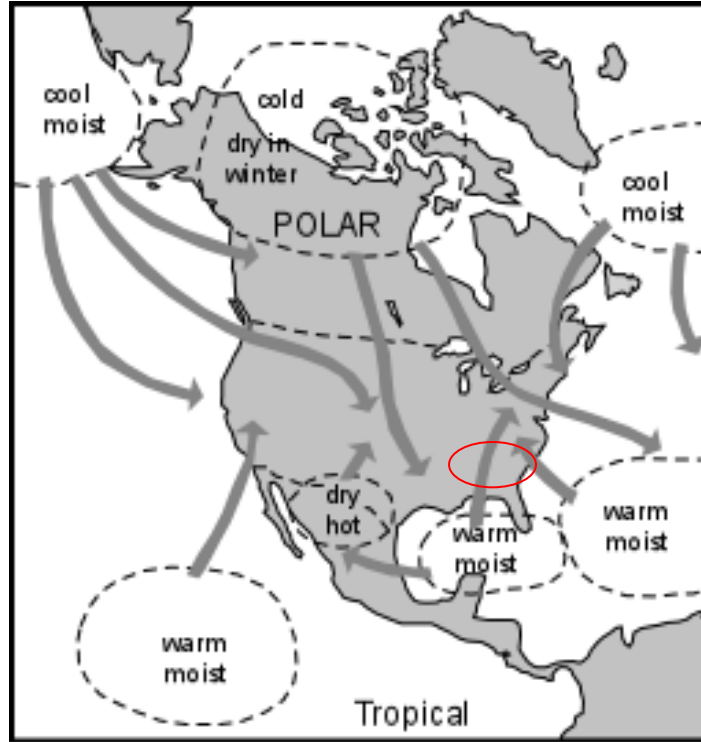 cool
moist
cold
dry in
winter
POLAR
cool
moist
dry
hot
warm
moist
warm
moist
warm
moist
Tropical